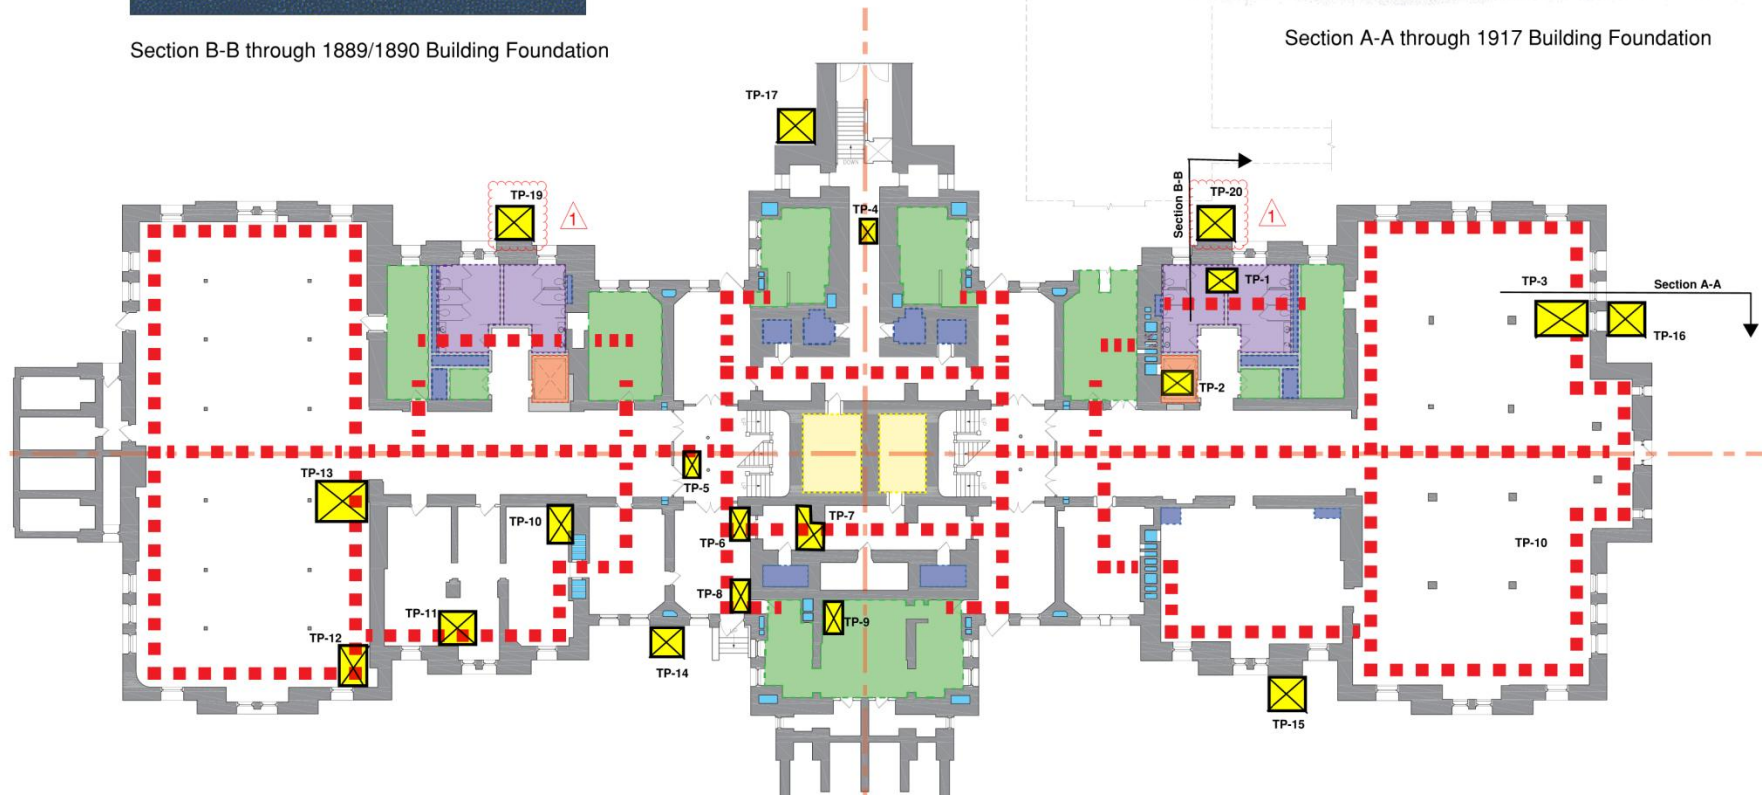 Section B-B through 1889/1890 Building Foundation
Section A-A through 1917 Building Foundation
TP-17
DOWN
TP-19
1
TP-4
Section B-B
TP-20
1
TP-1
TP-3
Section A-A
TP-16
TP-2
TP-5
TP-13
TP-10
TP-6
TP-7
TP-10
TP-8
TP-9
TP-11
TP-12
TP-14
TP-15